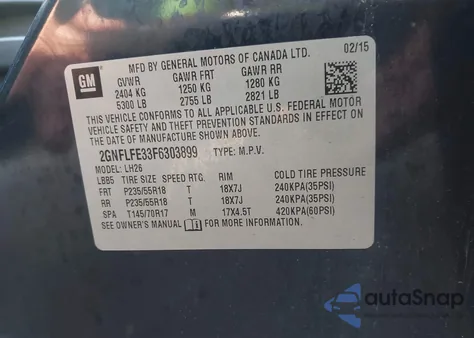 GM
MFD BY GENERAL MOTORS OF CANADA LTD.
02/15
GVWR GAWR FRT GAWR RR
2404 KG 1250 KG 1280 KG
5300 LB 2755 LB 2821 LB
THIS VEHICLE CONFORMS TO ALL APPLICABLE U.S. FEDERAL MOTOR
VEHICLE SAFETY AND THEFT PREVENTION STANDARDS IN EFFECT ON THE
DATE OF MANUFACTURE SHOWN ABOVE.
2GNFLFE33F6303899 TYPE: M.P.V.
MODEL: LH26
LBB5 TIRE SIZE SPEED RTG. RIM COLD TIRE PRESSURE
FRT P235/55R18 T 18X7J 240KPA(35PSI)
RR P235/55R18 T 18X7J 240KPA(35PSI)
SPA T145/70R17 M 17X4.5T 420KPA(60PSI)
SEE OWNER'S MANUAL FOR MORE INFORMATION.
autoSnap